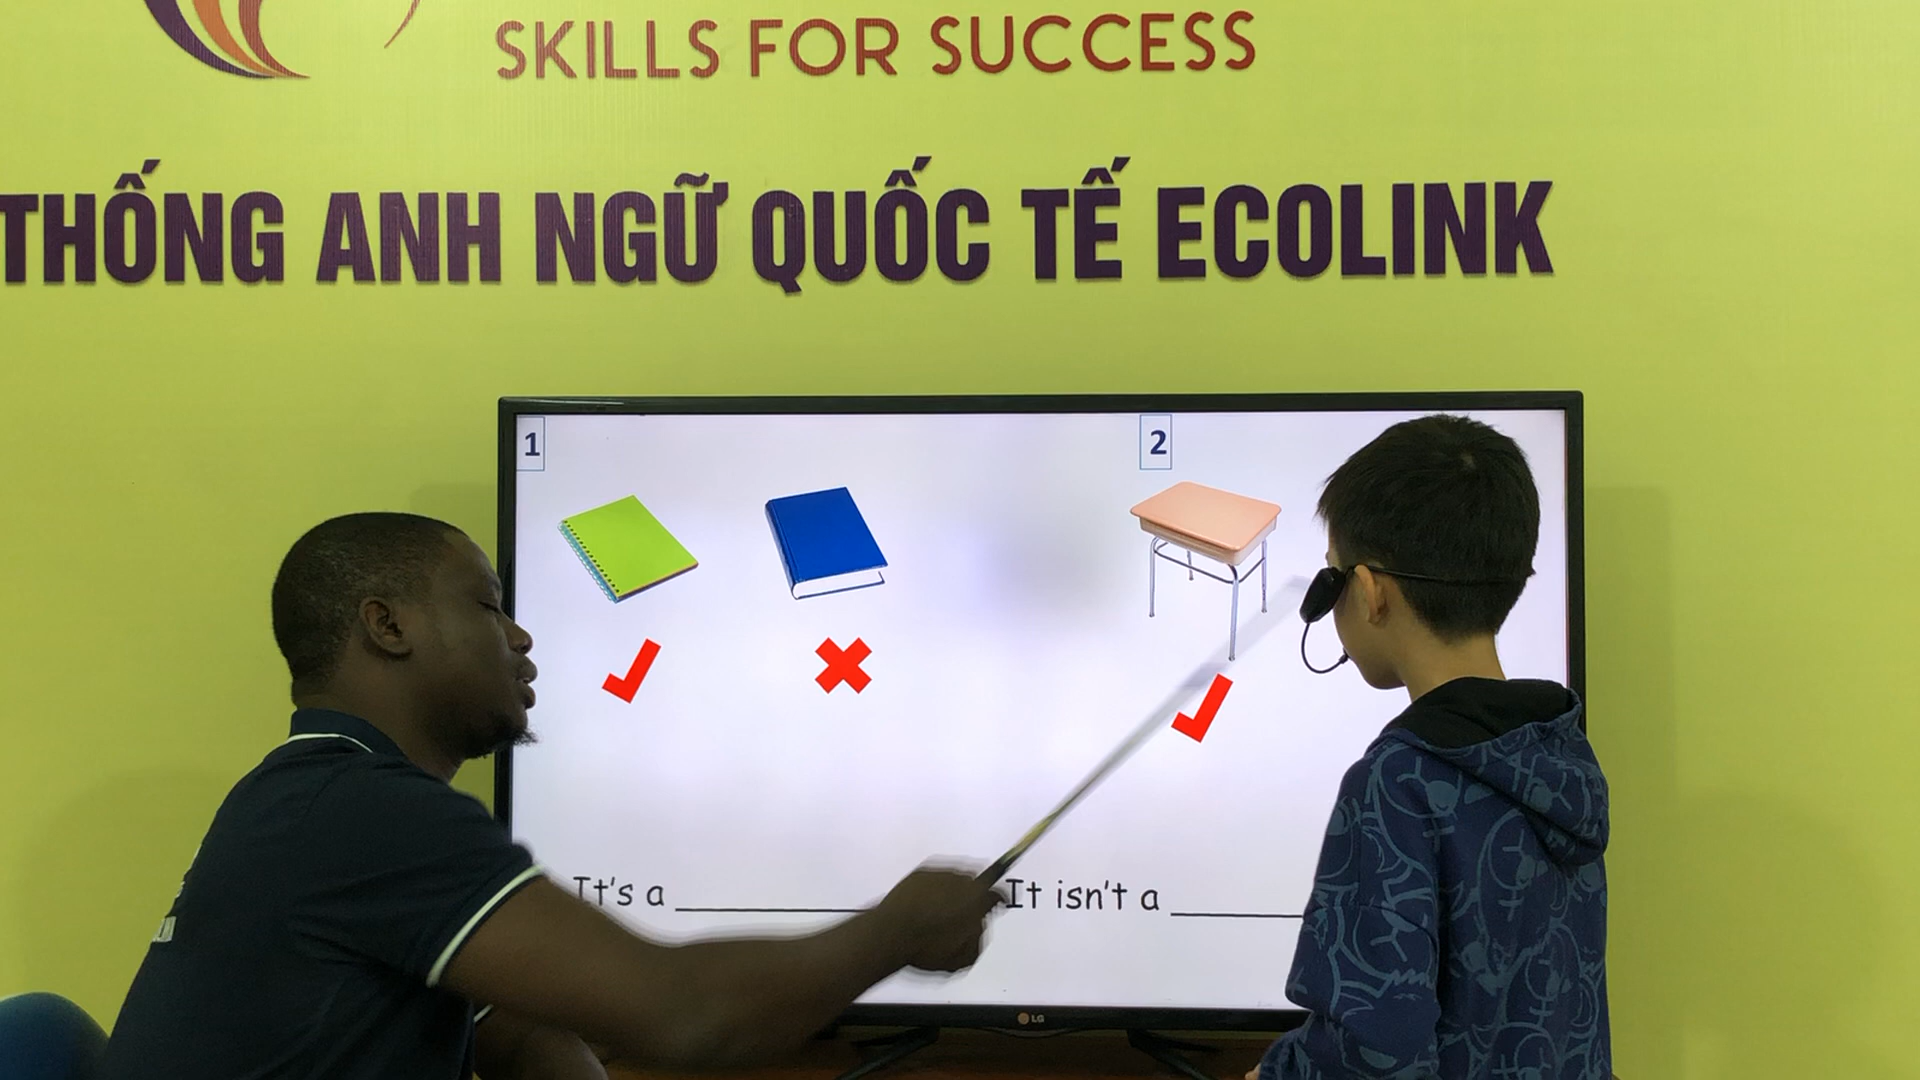 SKILLS FOR SUCCESS
THỐNG ANH NGỮ QUỐC TẾ ECOLINK
1
2
It's a
It isn't a
LG